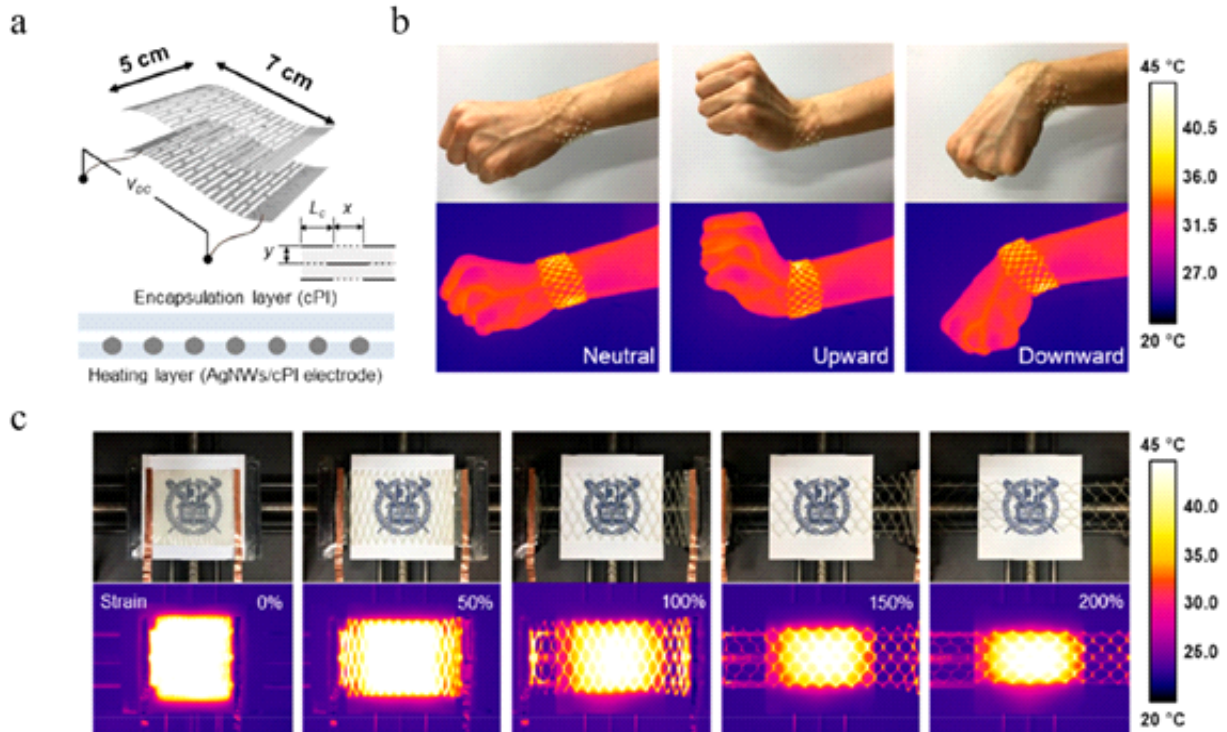 a
5 cm
7 cm
V_DC
L_c
x
y
Encapsulation layer (cPI)
Heating layer (AgNWs/cPI electrode)
b
Neutral
Upward
Downward
45 °C
40.5
36.0
31.5
27.0
20 °C
c
Strain
0%
50%
100%
150%
200%
45 °C
40.0
35.0
30.0
25.0
20 °C